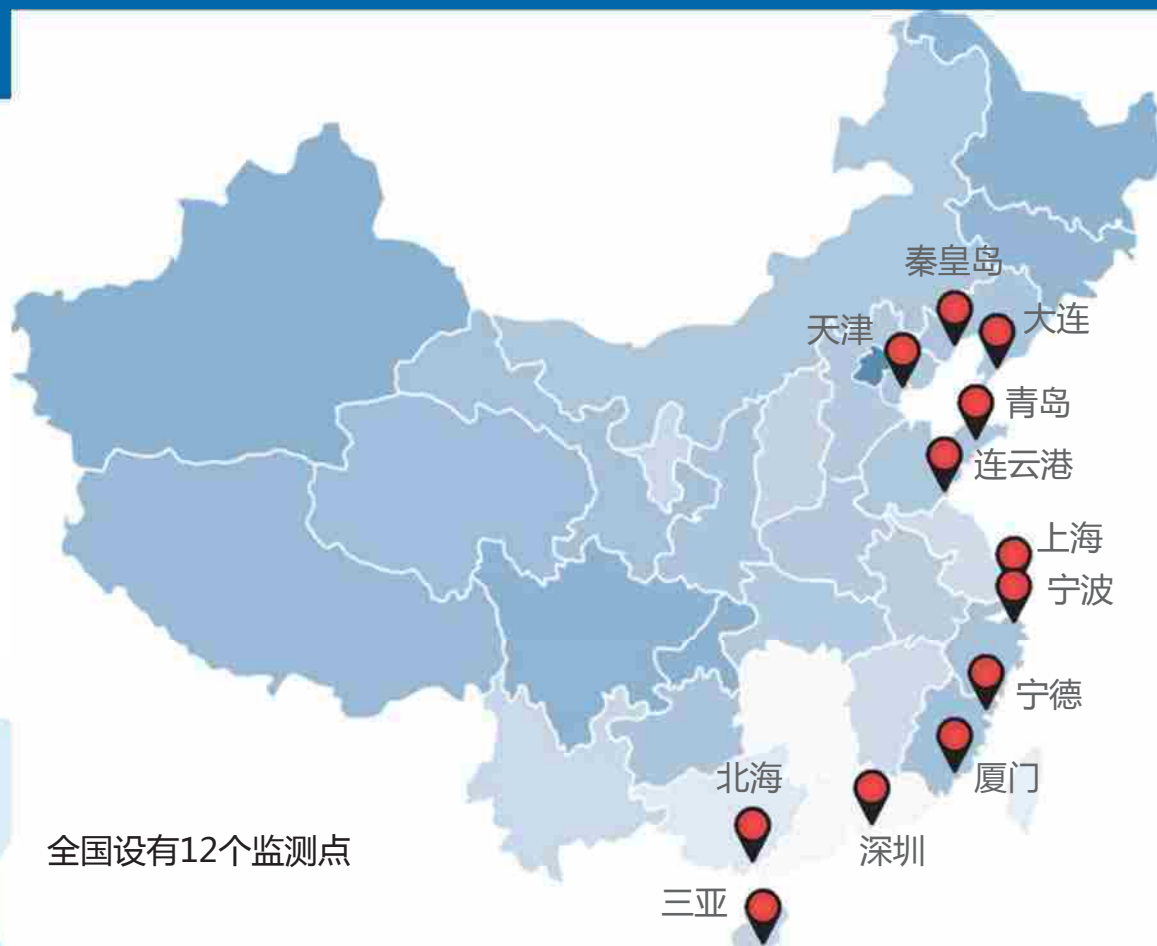 秦皇岛
大连
天津
青岛
连云港
上海
宁波
宁德
厦门
北海
深圳
全国设有12个监测点
三亚